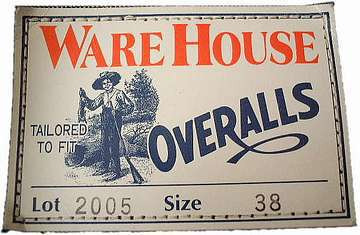 WARE HOUSE
TAILORED
TO FIT
OVERALLS
Lot 2005 Size 38